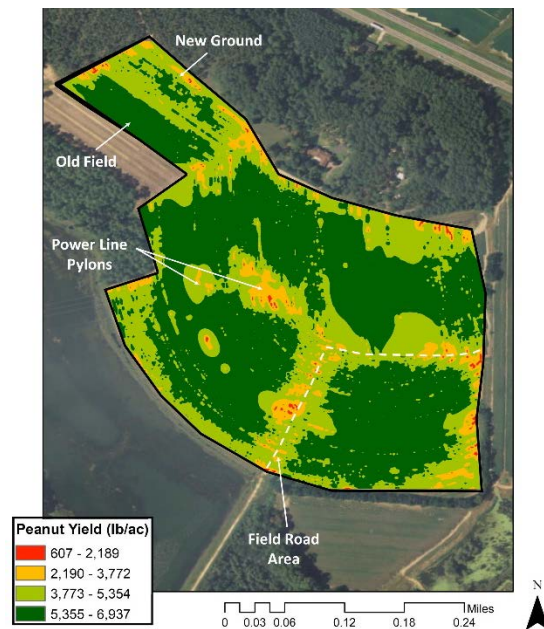 New Ground
Old Field
Power Line
Pylons
Field Road
Area
Peanut Yield (lb/ac)
607 - 2,189
2,190 - 3,772
3,773 - 5,354
5,355 - 6,937
Miles
0 0.03 0.06 0.12 0.18 0.24
N